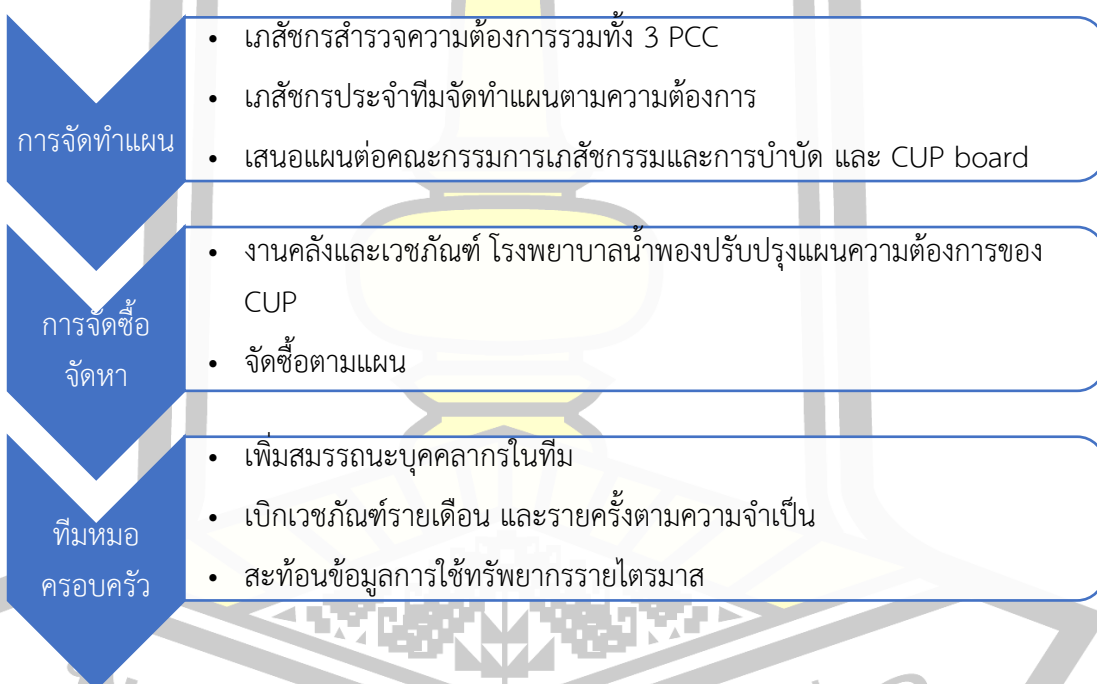 การจัดทำแผน
• เภสัชกรสำรวจความต้องการรวมทั้ง 3 PCC
• เภสัชกรประจำทีมจัดทำแผนตามความต้องการ
• เสนอแผนต่อคณะกรรมการเภสัชกรรมและการบำบัด และ CUP board
การจัดซื้อ
จัดหา
• งานคลังและเวชภัณฑ์ โรงพยาบาลน้ำพองปรับปรุงแผนความต้องการของ
CUP
• จัดซื้อตามแผน
ทีมหมอ
ครอบครัว
• เพิ่มสมรรถนะบุคคลากรในทีม
• เบิกเวชภัณฑ์รายเดือน และรายครั้งตามความจำเป็น
• สะท้อนข้อมูลการใช้ทรัพยากรรายไตรมาส